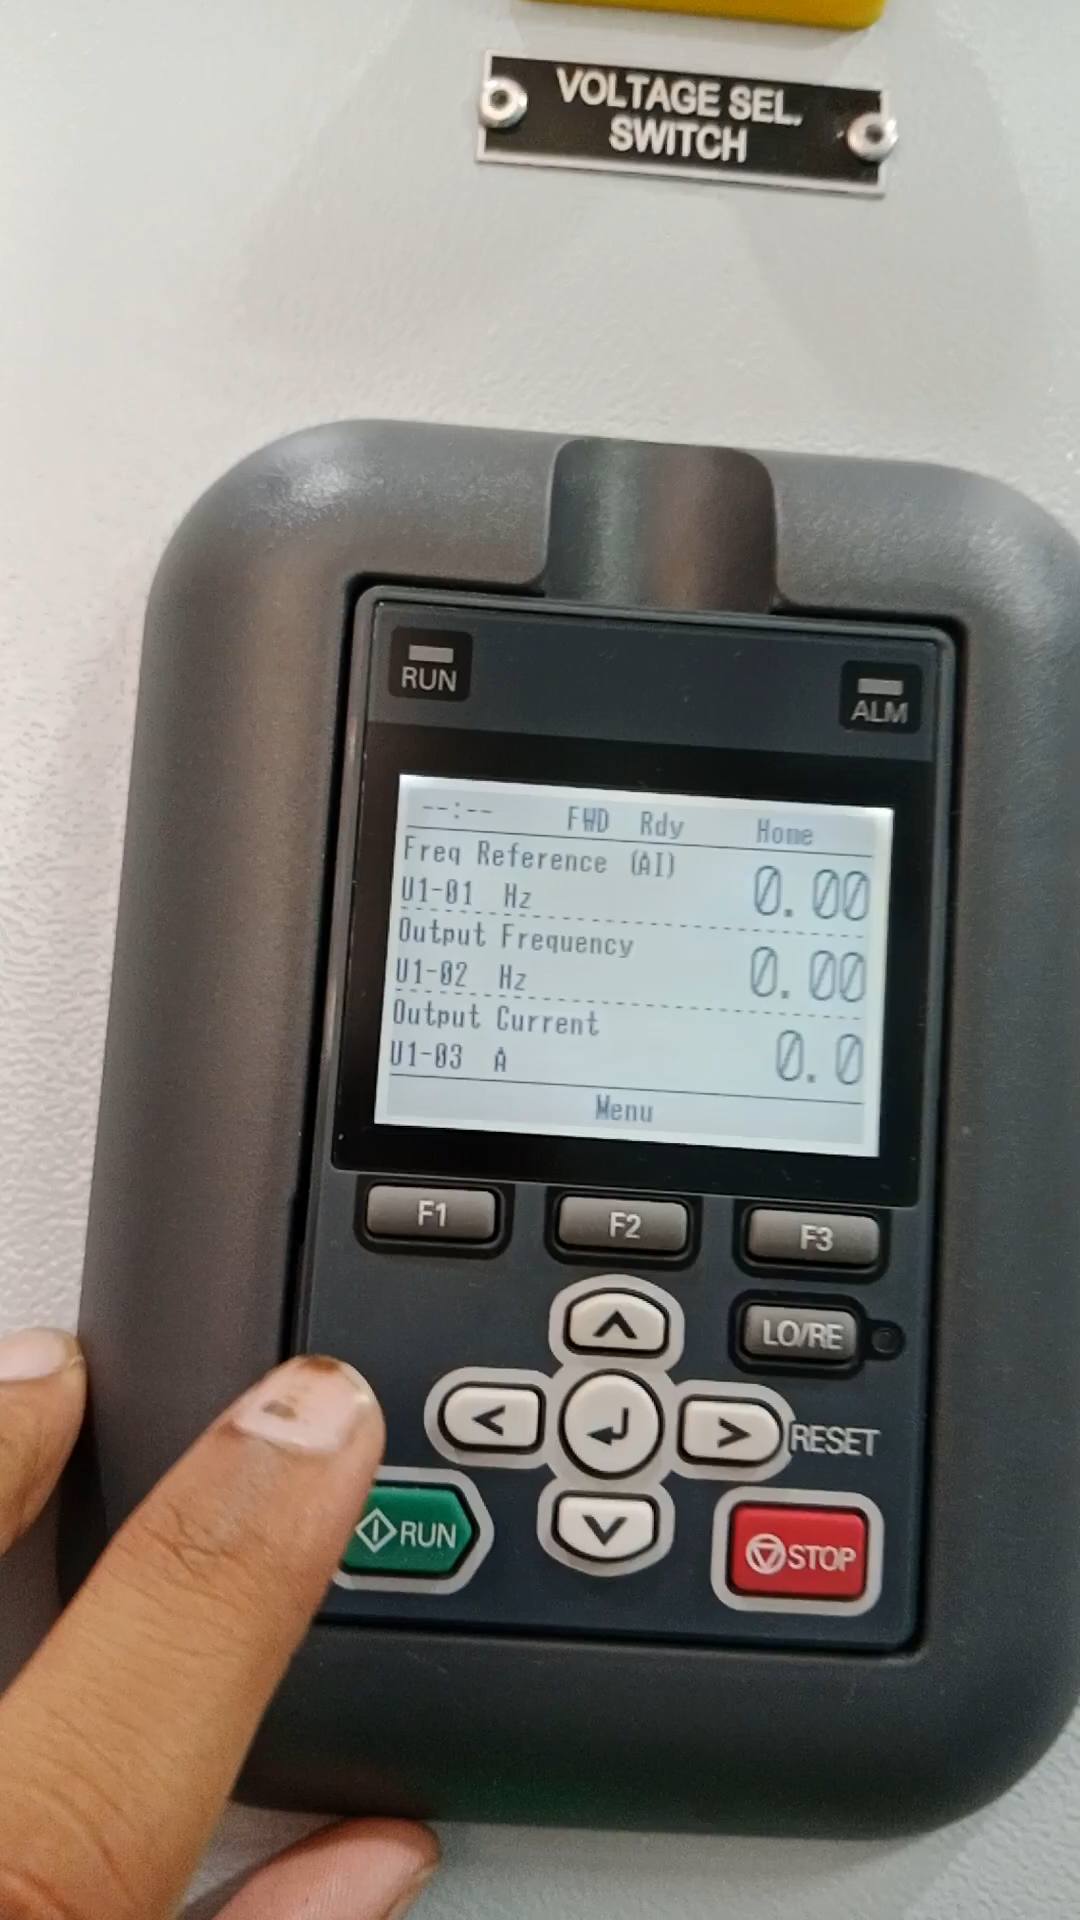 VOLTAGE SEL.
SWITCH
RUN
ALM
--:-- FWD Rdy Home
Freq Reference (AI)
U1-01 Hz 0.00
Output Frequency
U1-02 Hz 0.00
Output Current
U1-03 A 0.0
Menu
F1 F2 F3
LO/RE
RESET
RUN
STOP